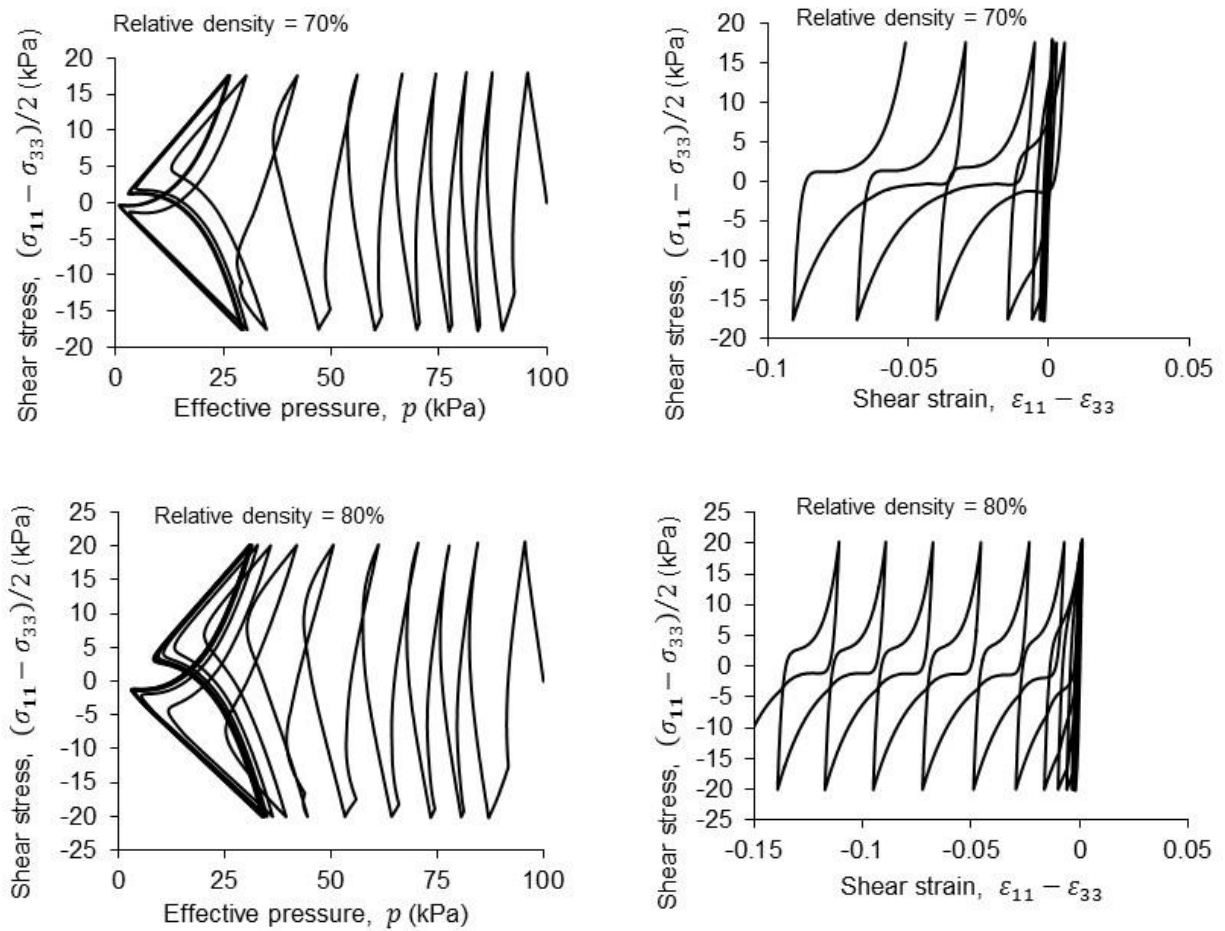 Relative density = 70%
Shear stress, (σ₁₁ − σ₃₃)/2 (kPa)
20
15
10
5
0
-5
-10
-15
-20
0 25 50 75 100
Effective pressure, p (kPa)
Relative density = 70%
Shear stress, (σ₁₁ − σ₃₃)/2 (kPa)
20
15
10
5
0
-5
-10
-15
-20
-0.1 -0.05 0 0.05
Shear strain, ε₁₁ − ε₃₃
Relative density = 80%
Shear stress, (σ₁₁ − σ₃₃)/2 (kPa)
25
20
15
10
5
0
-5
-10
-15
-20
-25
0 25 50 75 100
Effective pressure, p (kPa)
Relative density = 80%
Shear stress, (σ₁₁ − σ₃₃)/2 (kPa)
25
20
15
10
5
0
-5
-10
-15
-20
-25
-0.15 -0.1 -0.05 0 0.05
Shear strain, ε₁₁ − ε₃₃